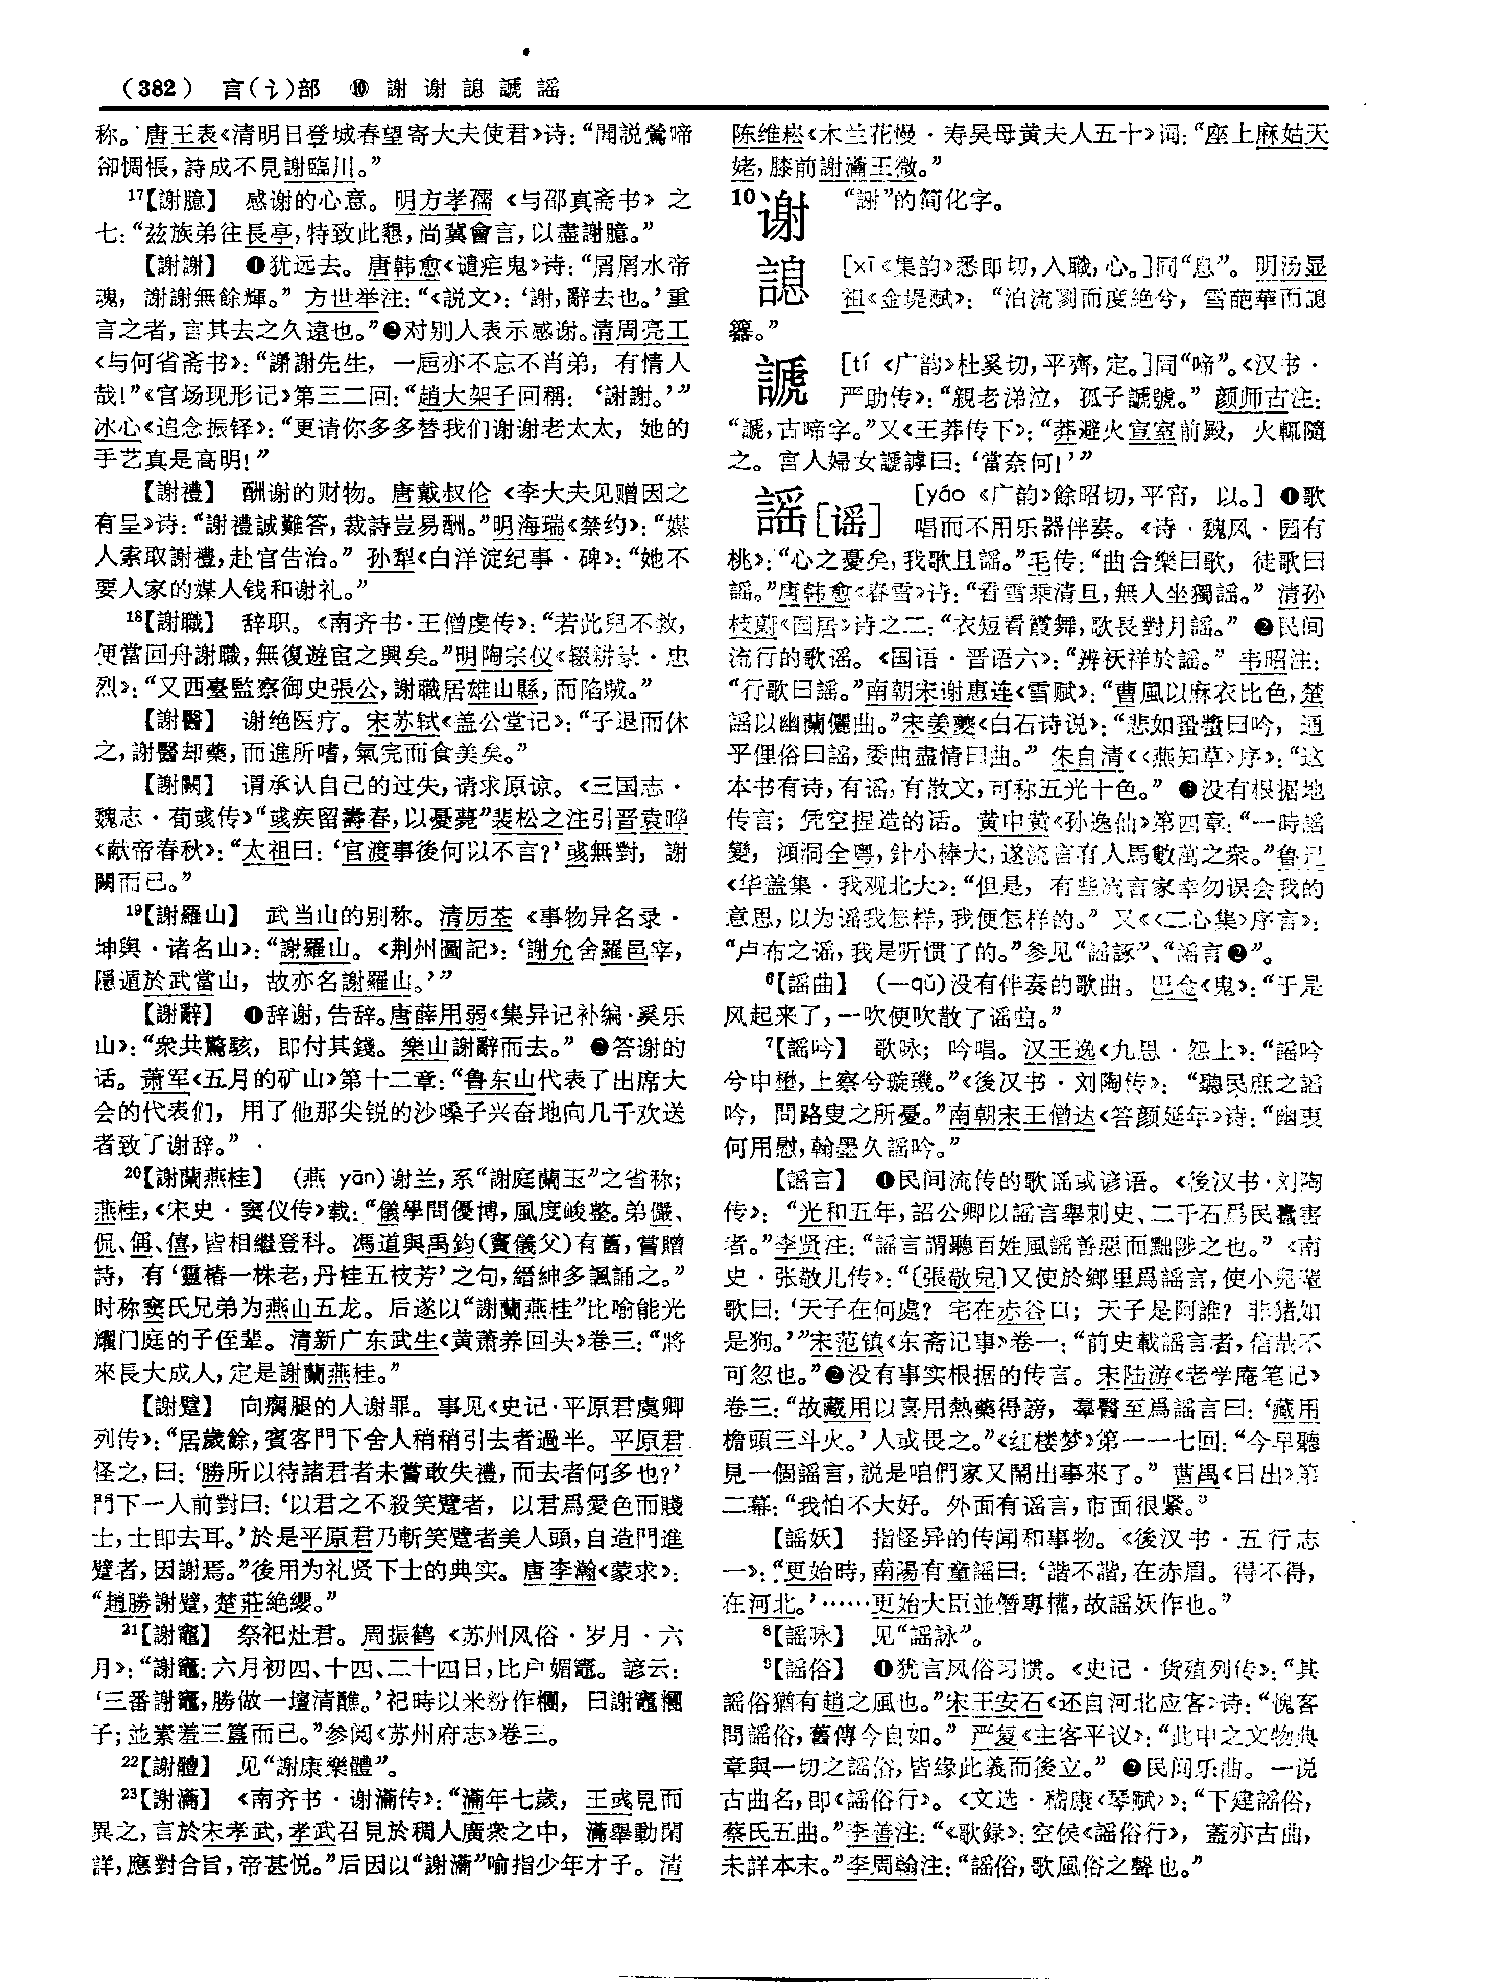 （382） 言(讠)部 ⑩ 謝 谢 諰 謕 謡
称。唐王表《清明日登城春望寄大夫使君》诗：“聞説鶯啼
卻惆悵，詩成不見謝臨川。”
17【謝臆】 感谢的心意。明方孝孺《与邵真斋书》之
七：“兹族弟往長亭，特致此懇，尚冀會言，以盡謝臆。”
【謝謝】 ❶犹远去。唐韩愈《谴疟鬼》诗：“屑屑水帝
魂，謝謝無餘輝。”方世举注：“《説文》：‘謝，辭去也。’重
言之者，言其去之久遠也。”❷对别人表示感谢。清周亮工
《与何省斋书》：“謝謝先生，一扈亦不忘不肖弟，有情人
哉！”《官场现形记》第三二回：“趙大架子回稱：‘謝謝。’”
冰心《追念振铎》：“更请你多多替我们谢谢老太太，她的
手艺真是高明！”
【謝禮】 酬谢的财物。唐戴叔伦《李大夫见赠因之
有呈》诗：“謝禮誠難答，裁詩豈易酬。”明海瑞《禁约》：“媒
人索取謝禮，赴官告治。”孙犁《白洋淀纪事·碑》：“她不
要人家的媒人钱和谢礼。”
18【謝職】 辞职。《南齐书·王僧虔传》：“若此兒不救，
便當回舟謝職，無復遊宦之興矣。”明陶宗仪《辍耕录·忠
烈》：“又西臺監察御史張公，謝職居雄山縣，而陷賊。”
【謝醫】 谢绝医疗。宋苏轼《盖公堂记》：“子退而休
之，謝醫却藥，而進所嗜，氣完而食美矣。”
【謝闕】 谓承认自己的过失，请求原谅。《三国志·
魏志·荀彧传》“彧疾留壽春，以憂薨”裴松之注引晋袁晔
《献帝春秋》：“太祖曰：‘官渡事後何以不言？’彧無對，謝
闕而已。”
19【謝羅山】 武当山的别称。清厉荃《事物异名录·
坤舆·诸名山》：“謝羅山。《荆州圖記》：‘謝允舍羅邑宰，
隱遁於武當山，故亦名謝羅山。’”
【謝辭】 ❶辞谢，告辞。唐薛用弱《集异记补编·奚乐
山》：“衆共驚駭，即付其錢。樂山謝辭而去。”❷答谢的
话。萧军《五月的矿山》第十二章：“鲁东山代表了出席大
会的代表们，用了他那尖锐的沙嗓子兴奋地向几千欢送
者致了谢辞。”
20【謝蘭燕桂】 (燕 yān)谢兰，系“謝庭蘭玉”之省称；
燕桂，《宋史·窦仪传》载：“儀學問優博，風度峻整。弟儼、
侃、偁、僖，皆相繼登科。馮道與禹鈞(竇儀父)有舊，嘗贈
詩，有‘靈椿一株老，丹桂五枝芳’之句，縉紳多諷誦之。”
时称窦氏兄弟为燕山五龙。后遂以“謝蘭燕桂”比喻能光
耀门庭的子侄辈。清新广东武生《黄萧养回头》卷三：“將
來長大成人，定是謝蘭燕桂。”
【謝躄】 向瘸腿的人谢罪。事见《史记·平原君虞卿
列传》：“居歲餘，賓客門下舍人稍稍引去者過半。平原君
怪之，曰：‘勝所以待諸君者未嘗敢失禮，而去者何多也？’
門下一人前對曰：‘以君之不殺笑躄者，以君爲愛色而賤
士，士即去耳。’於是平原君乃斬笑躄者美人頭，自造門進
躄者，因謝焉。”後用为礼贤下士的典实。唐李瀚《蒙求》：
“趙勝謝躄，楚莊絶纓。”
21【謝竈】 祭祀灶君。周振鹤《苏州风俗·岁月·六
月》：“謝竈：六月初四、十四、二十四日，比户媚竈。諺云：
‘三番謝竈，勝做一壇清醮。’祀時以米粉作糰，曰謝竈糰
子；並素羞三簋而已。”参阅《苏州府志》卷三。
22【謝體】 见“謝康樂體”。
23【謝瀹】 《南齐书·谢瀹传》：“瀹年七歲，王彧見而
異之，言於宋孝武，孝武召見於稠人廣衆之中，瀹舉動閑
詳，應對合旨，帝甚悦。”后因以“謝瀹”喻指少年才子。清
陈维崧《木兰花慢·寿吴母黄夫人五十》词：“座上麻姑天
姥，膝前謝瀹王微。”
10谢 “謝”的简化字。
諰 [xī《集韵》悉即切，入職，心。]同“息”。明汤显
祖《金堤赋》：“泊流澌而度绝兮，雪葩華而諰
簵。”
謕 [tí《广韵》杜奚切，平齊，定。]同“啼”。《汉书·
严助传》：“親老涕泣，孤子謕號。”颜师古注：
“謕，古啼字。”又《王莽传下》：“莽避火宣室前殿，火輒隨
之。宫人婦女謕謼曰：‘當奈何！’”
謡[谣] [yáo《广韵》餘昭切，平宵，以。] ❶歌
唱而不用乐器伴奏。《诗·魏风·园有
桃》：“心之憂矣，我歌且謡。”毛传：“曲合樂曰歌，徒歌曰
謡。”唐韩愈《春雪》诗：“看雪乘清旦，無人坐獨謡。”清孙
枝蔚《园居》诗之二：“衣短看霞舞，歌長對月謡。”❷民间
流行的歌谣。《国语·晋语六》：“辨祅祥於謡。”韦昭注：
“行歌曰謡。”南朝宋谢惠连《雪赋》：“曹風以麻衣比色，楚
謡以幽蘭儷曲。”宋姜夔《白石诗说》：“悲如蛩螿曰吟，通
乎俚俗曰謡，委曲盡情曰曲。”朱自清《〈燕知草〉序》：“这
本书有诗，有谣，有散文，可称五光十色。”❸没有根据地
传言；凭空捏造的话。黄中黄《孙逸仙》第四章：“一時謡
變，澒洞全粤，針小棒大，遂流言有人馬敷萬之衆。”鲁迅
《华盖集·我观北大》：“但是，有些流言家幸勿误会我的
意思，以为谣我怎样，我便怎样的。”又《〈二心集〉序言》：
“卢布之谣，我是听惯了的。”参见“謡諑”、“謡言❷”。
6【謡曲】 (—qǔ)没有伴奏的歌曲。巴金《鬼》：“于是
风起来了，一吹便吹散了谣曲。”
7【謡吟】 歌咏；吟唱。汉王逸《九思·怨上》：“謡吟
兮中壄，上察兮璇璣。”《後汉书·刘陶传》：“聽民庶之謡
吟，問路叟之所憂。”南朝宋王僧达《答颜延年》诗：“幽衷
何用慰，翰墨久謡吟。”
【謡言】 ❶民间流传的歌谣或谚语。《後汉书·刘陶
传》：“光和五年，詔公卿以謡言舉刺史、二千石爲民蠹害
者。”李贤注：“謡言謂聽百姓風謡善惡而黜陟之也。”《南
史·张敬儿传》：“〔張敬兒〕又使於鄉里爲謡言，使小兒輩
歌曰：‘天子在何處？宅在赤谷口；天子是阿誰？非猪如
是狗。’”宋范镇《东斋记事》卷一：“前史載謡言者，信哉不
可忽也。”❷没有事实根据的传言。宋陆游《老学庵笔记》
卷三：“故藏用以喜用熱藥得謗，羣醫至爲謡言曰：‘藏用
檐頭三斗火。’人或畏之。”《红楼梦》第一一七回：“今早聽
見一個謡言，説是咱們家又鬧出事來了。”曹禺《日出》第
二幕：“我怕不大好。外面有谣言，市面很紧。”
【謡妖】 指怪异的传闻和事物。《後汉书·五行志
一》：“更始時，南陽有童謡曰：‘諧不諧，在赤眉。得不得，
在河北。’……更始大臣並僭專權，故謡妖作也。”
8【謡咏】 见“謡詠”。
9【謡俗】 ❶犹言风俗习惯。《史记·货殖列传》：“其
謡俗猶有趙之風也。”宋王安石《还自河北应客》诗：“愧客
問謡俗，舊傳今自如。”严复《主客平议》：“此中之文物典
章與一切之謡俗，皆缘此義而後立。”❷民间乐曲。一说
古曲名，即《謡俗行》。《文选·嵇康〈琴赋〉》：“下逮謡俗，
蔡氏五曲。”李善注：“《歌録》：空侯《謡俗行》，蓋亦古曲，
未詳本末。”李周翰注：“謡俗，歌風俗之聲也。”